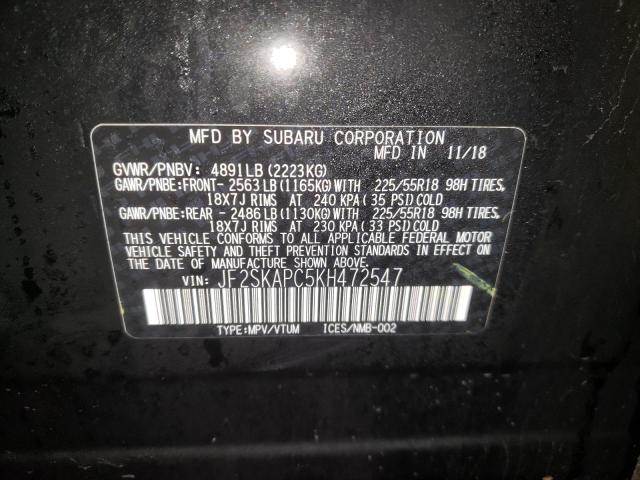 MFD BY SUBARU CORPORATION
MFD IN 11/18
GVWR/PNBV: 4891LB(2223KG)
GAWR/PNBE:FRONT- 2563LB(1165KG)WITH 225/55R18 98H TIRES,
18X7J RIMS AT 240 KPA(35 PSI)COLD
GAWR/PNBE:REAR - 2486LB(1130KG)WITH 225/55R18 98H TIRES,
18X7J RIMS AT 230 KPA(33 PSI)COLD
THIS VEHICLE CONFORMS TO ALL APPLICABLE FEDERAL MOTOR
VEHICLE SAFETY AND THEFT PREVENTION STANDARDS IN EFFECT ON
THE DATE OF MANUFACTURE SHOWN ABOVE.
VIN: JF2SKAPC5KH472547
TYPE:MPV/VTUM ICES/NMB-002